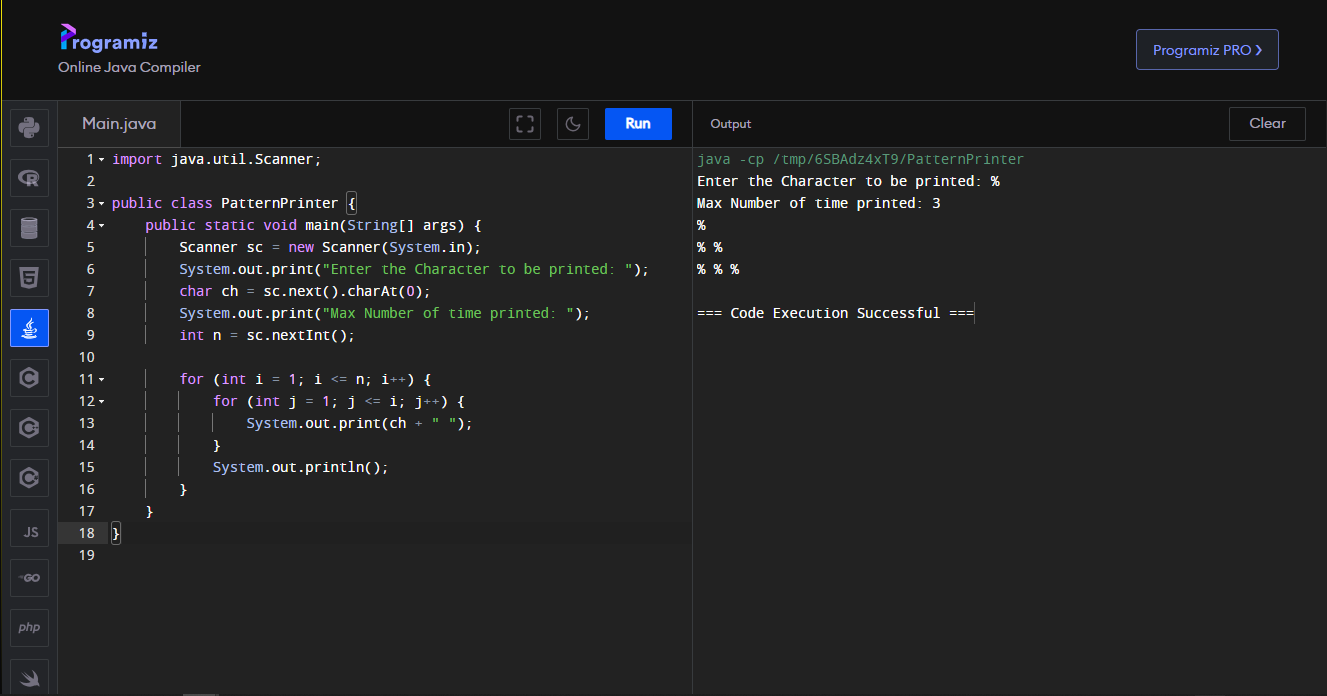 Programiz
Online Java Compiler
Programiz PRO ❯
Main.java
Run
Output
Clear
1 import java.util.Scanner;
2
3 public class PatternPrinter {
4     public static void main(String[] args) {
5         Scanner sc = new Scanner(System.in);
6         System.out.print("Enter the Character to be printed: ");
7         char ch = sc.next().charAt(0);
8         System.out.print("Max Number of time printed: ");
9         int n = sc.nextInt();
10
11         for (int i = 1; i <= n; i++) {
12             for (int j = 1; j <= i; j++) {
13                 System.out.print(ch + " ");
14             }
15             System.out.println();
16         }
17     }
18 }
19
java -cp /tmp/6SBAdz4xT9/PatternPrinter
Enter the Character to be printed: %
Max Number of time printed: 3
%
% %
% % %
=== Code Execution Successful ===
R
5
C
C
C
JS
GO
php